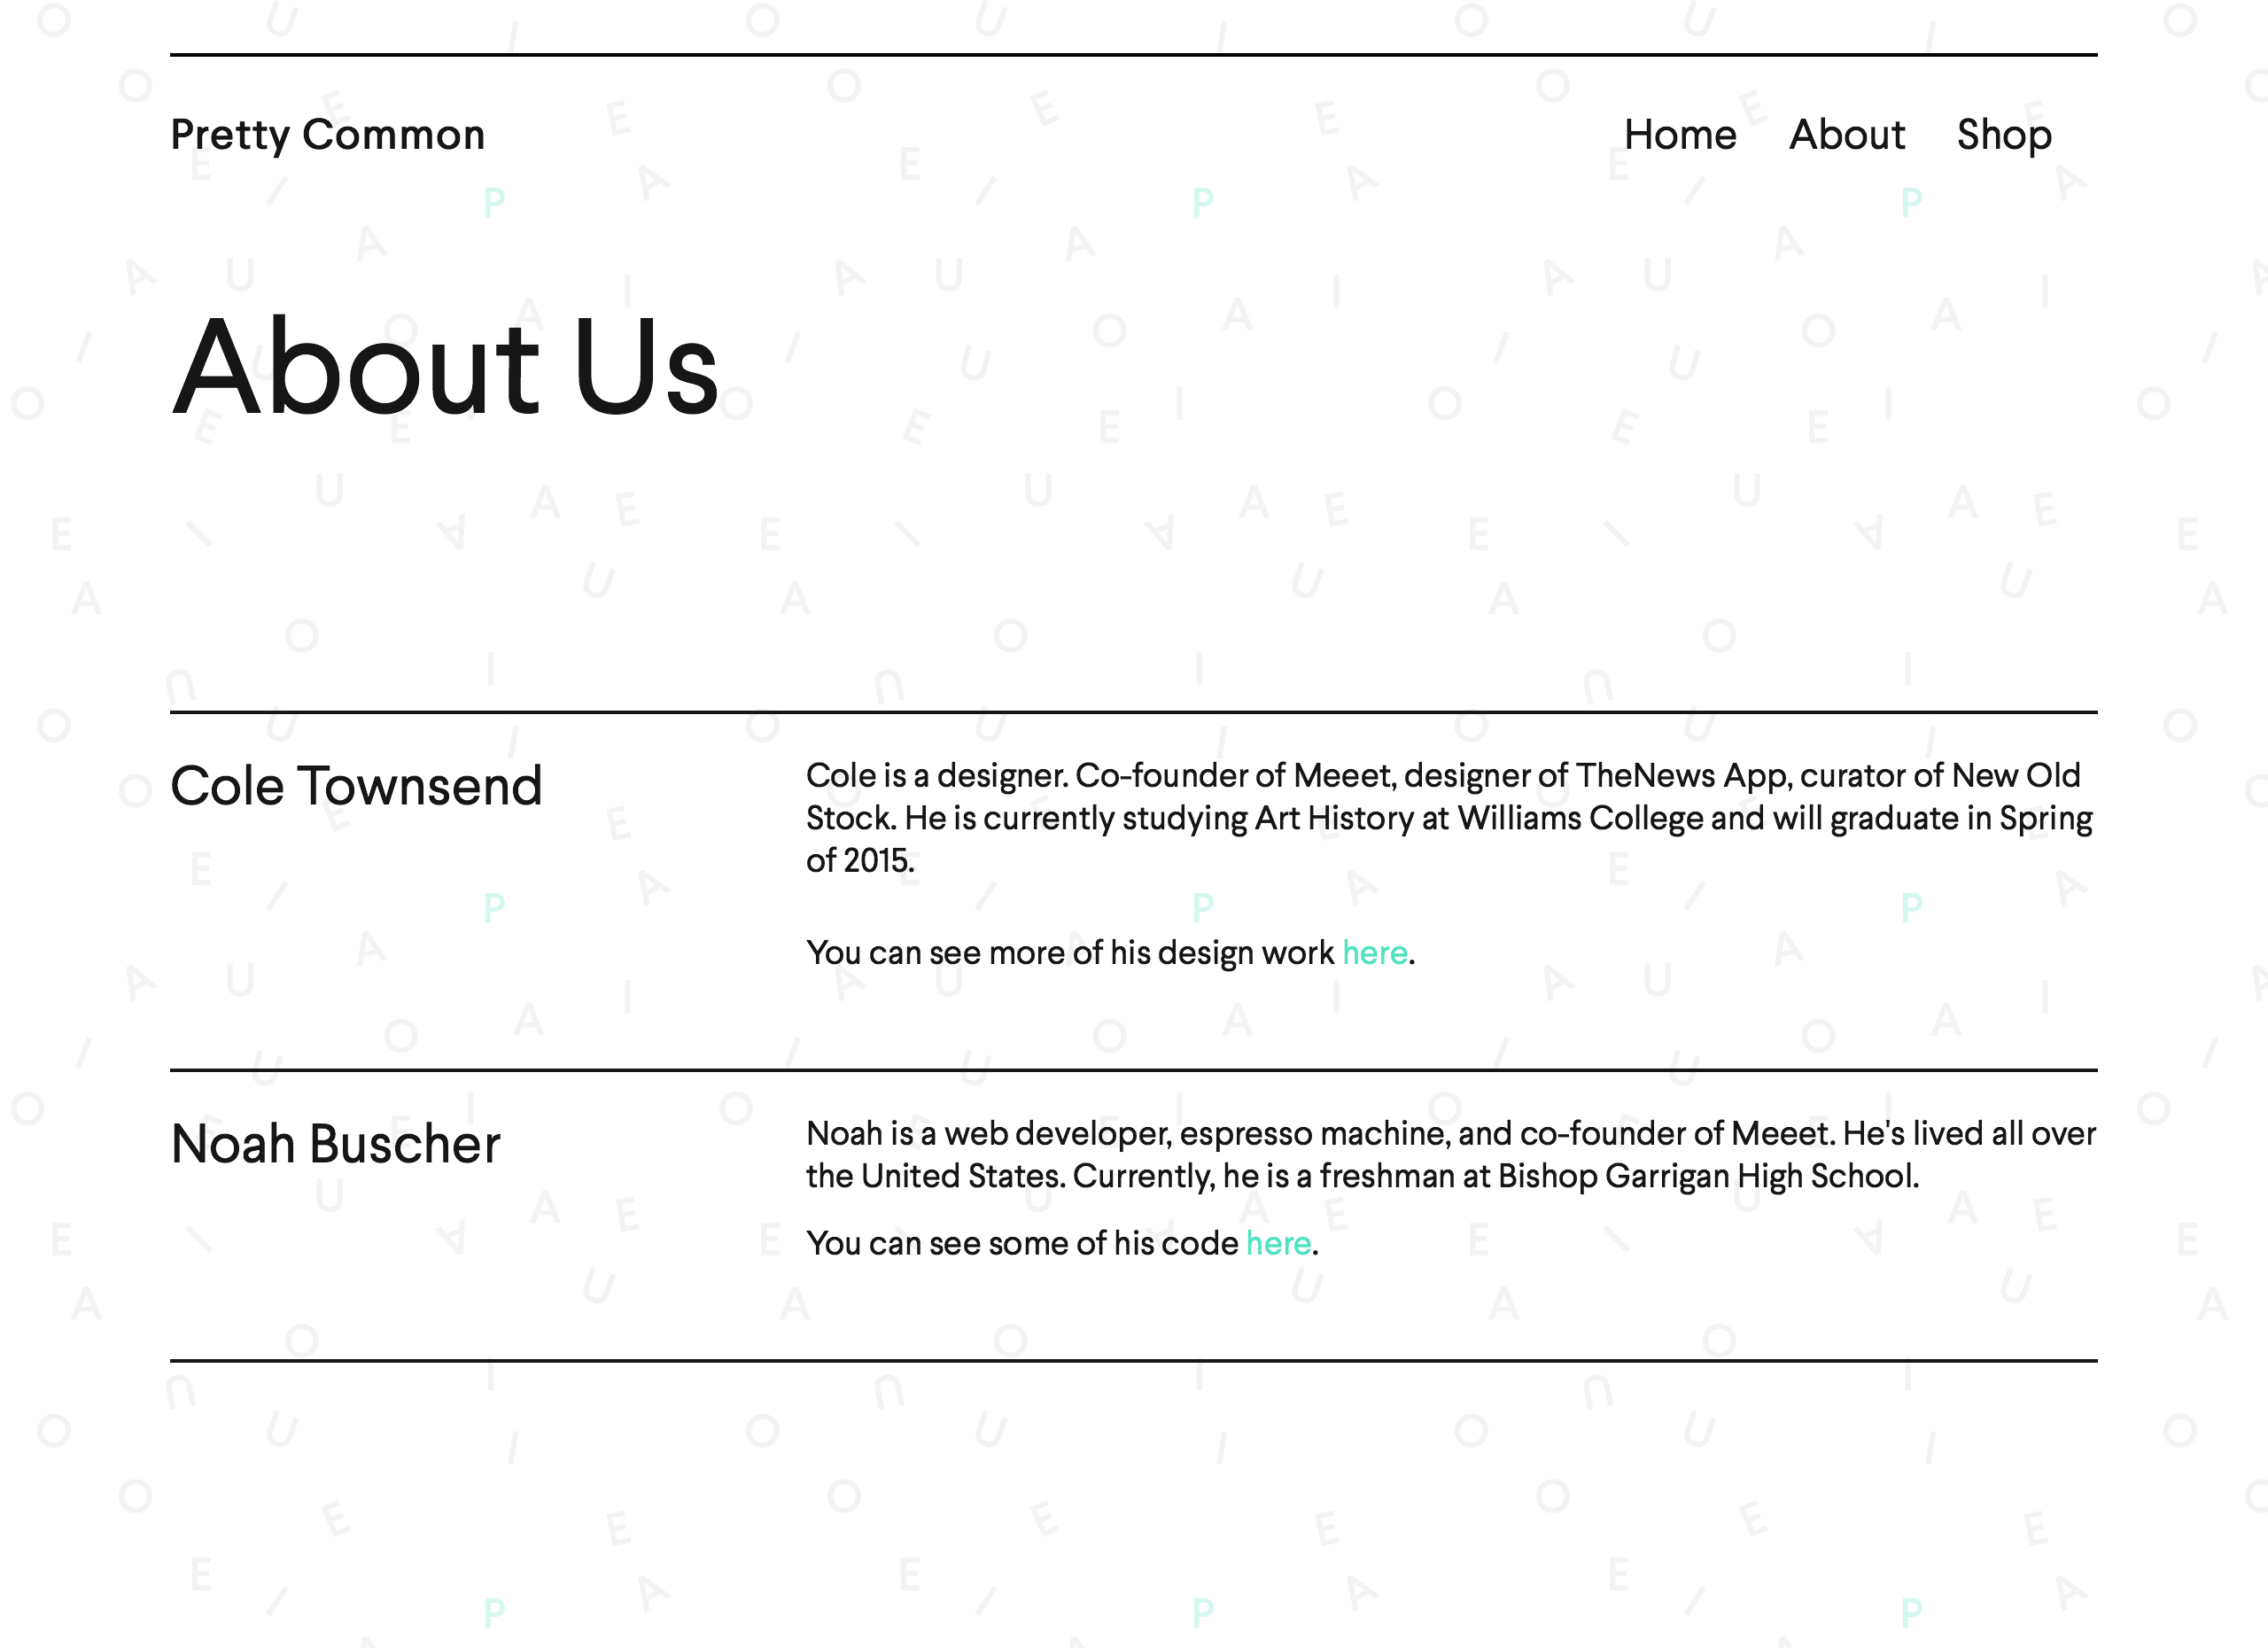 Pretty Common
Home About Shop
About Us
Cole Townsend
Cole is a designer. Co-founder of Meeet, designer of TheNews App, curator of New Old
Stock. He is currently studying Art History at Williams College and will graduate in Spring
of 2015.
You can see more of his design work here.
Noah Buscher
Noah is a web developer, espresso machine, and co-founder of Meeet. He's lived all over
the United States. Currently, he is a freshman at Bishop Garrigan High School.
You can see some of his code here.